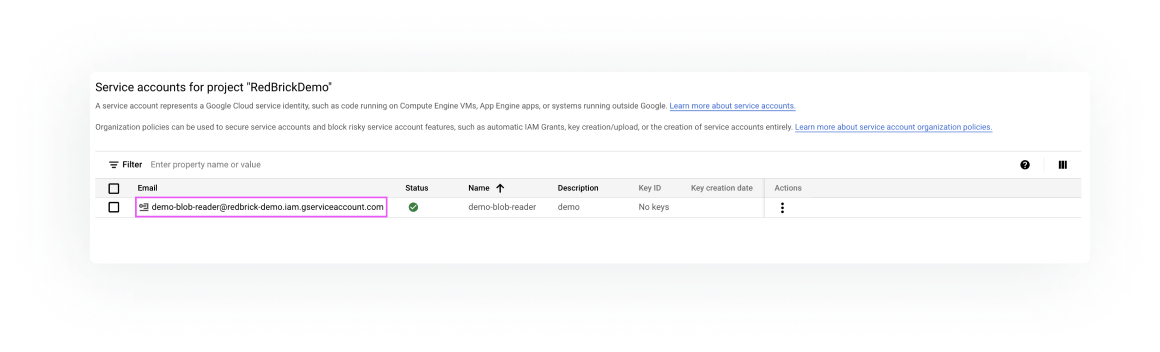 Service accounts for project "RedBrickDemo"
A service account represents a Google Cloud service identity, such as code running on Compute Engine VMs, App Engine apps, or systems running outside Google. Learn more about service accounts.
Organization policies can be used to secure service accounts and block risky service account features, such as automatic IAM Grants, key creation/upload, or the creation of service accounts entirely. Learn more about service account organization policies.
Filter Enter property name or value
Email Status Name Description Key ID Key creation date Actions
demo-blob-reader@redbrick-demo.iam.gserviceaccount.com demo-blob-reader demo No keys